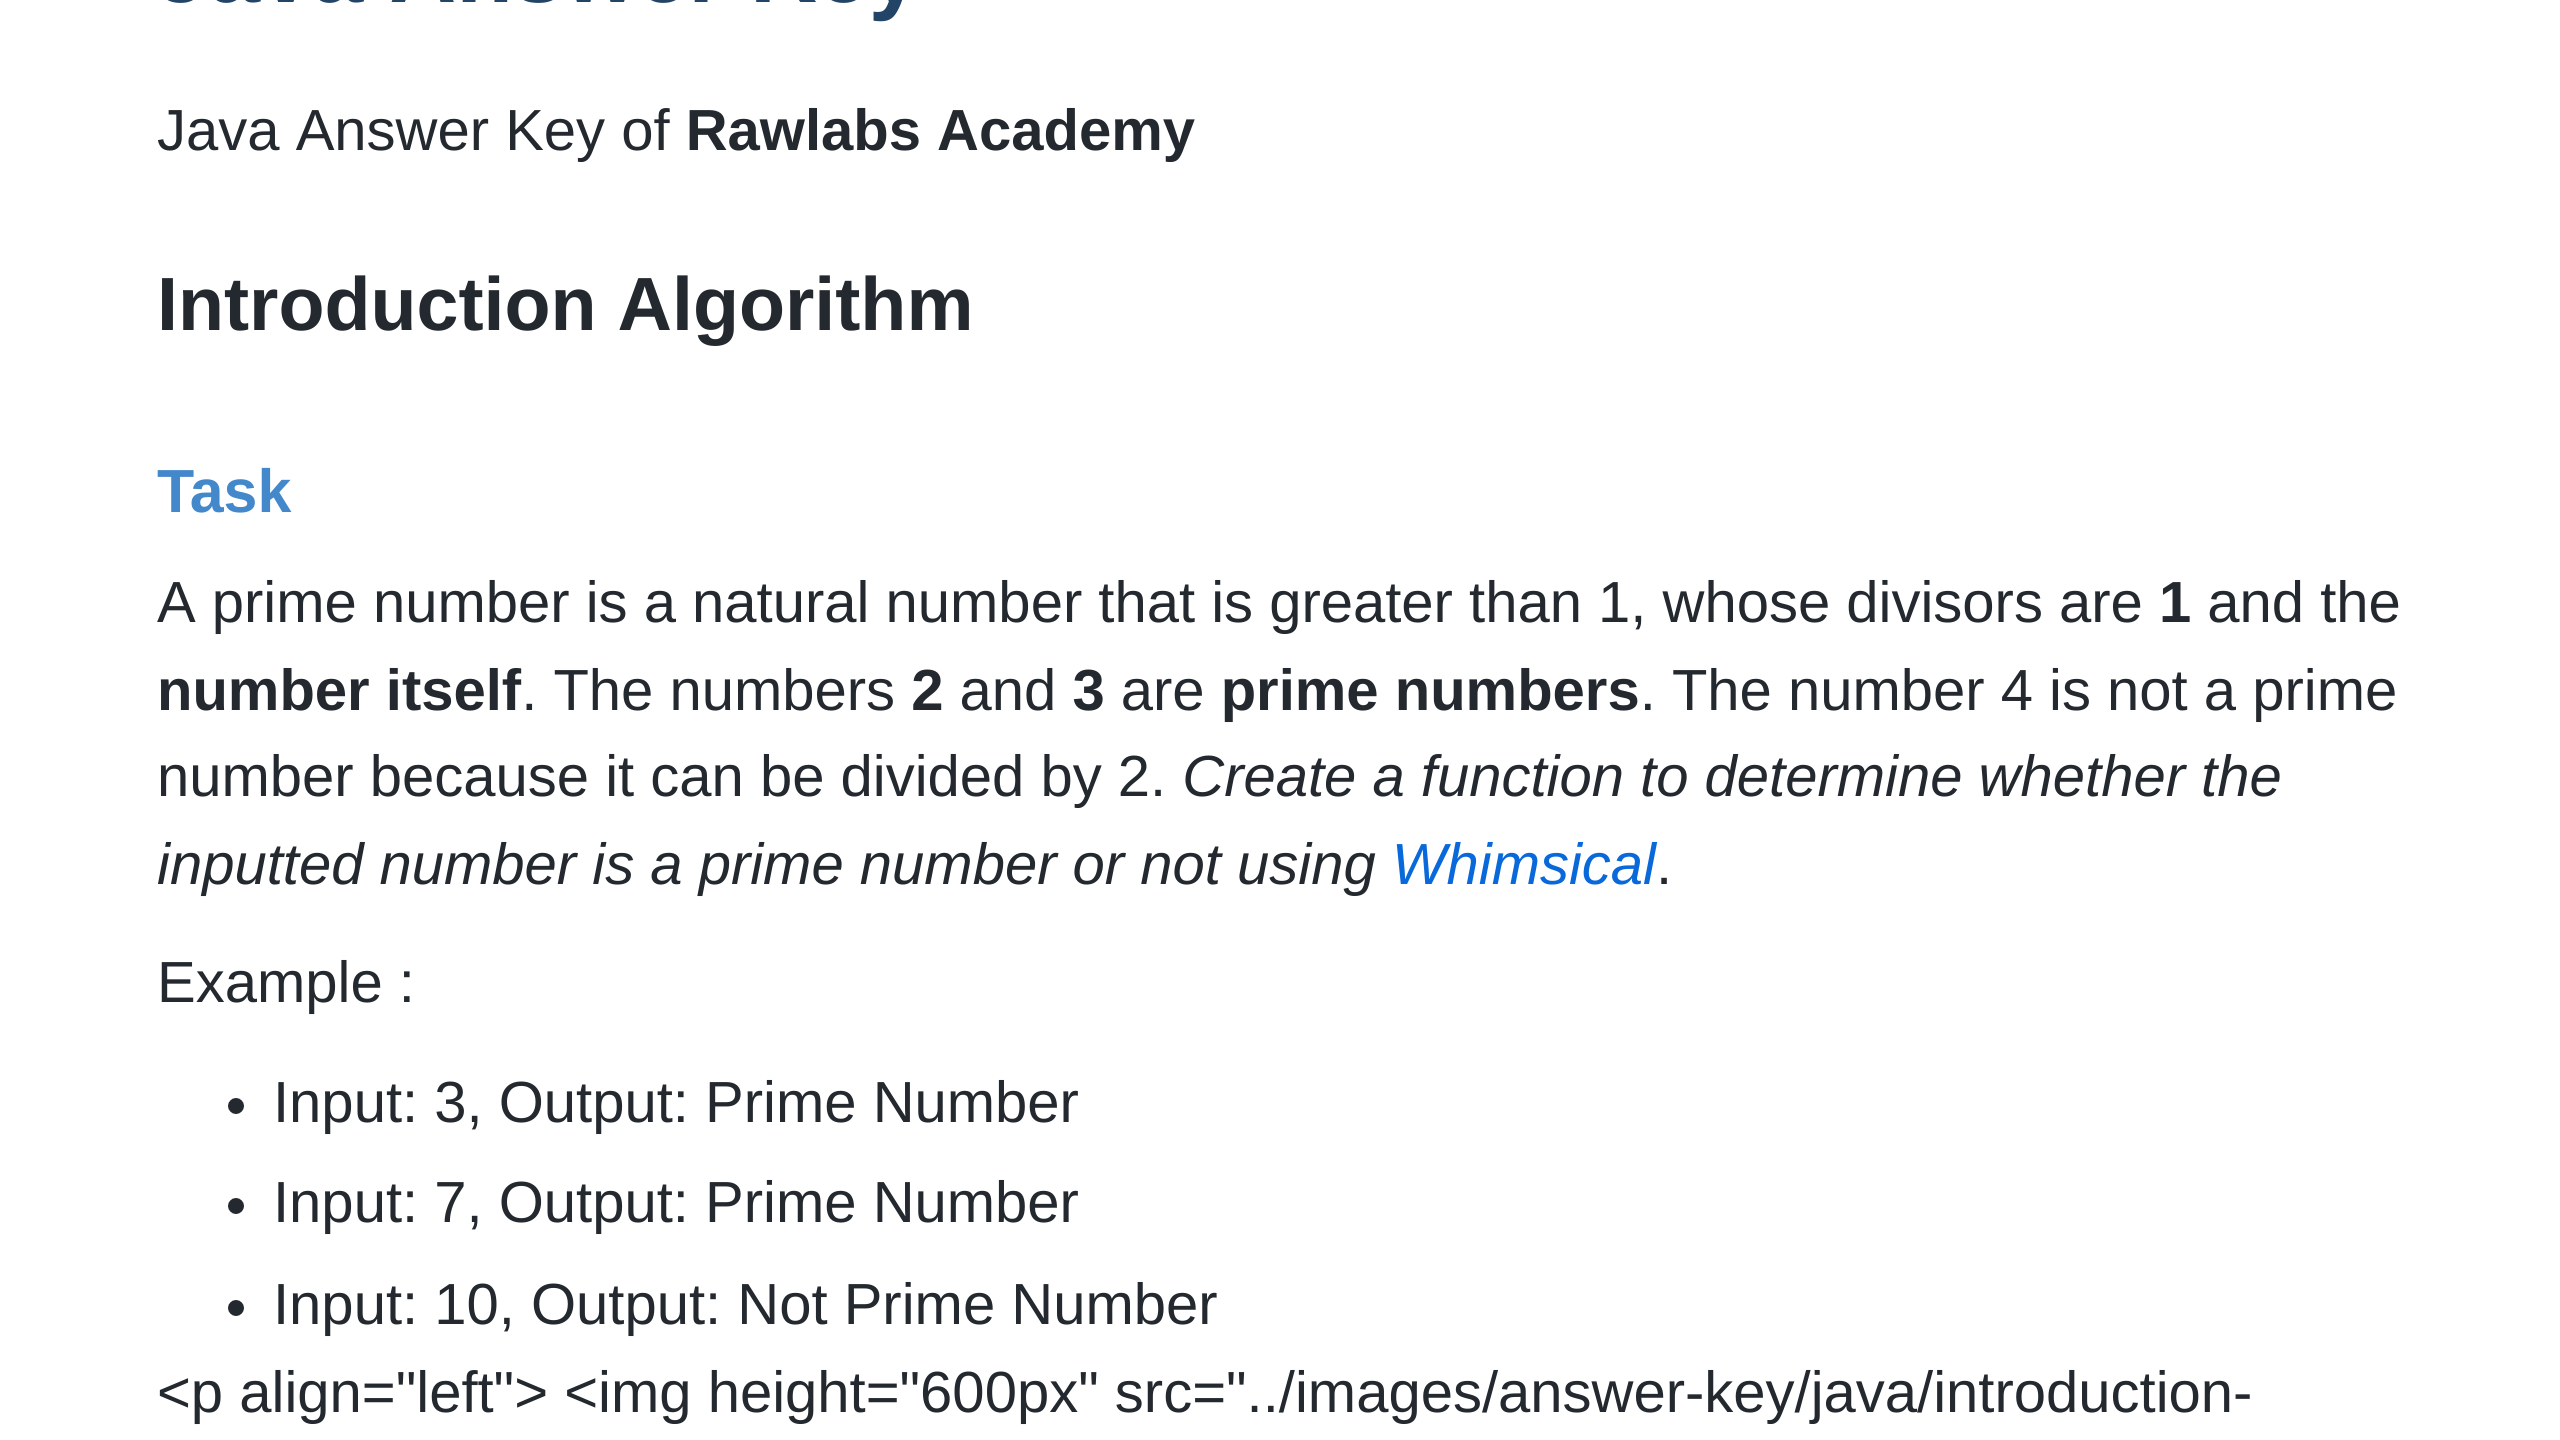 Java Answer Key
Java Answer Key of Rawlabs Academy
Introduction Algorithm
Task
A prime number is a natural number that is greater than 1, whose divisors are 1 and the
number itself. The numbers 2 and 3 are prime numbers. The number 4 is not a prime
number because it can be divided by 2. Create a function to determine whether the
inputted number is a prime number or not using Whimsical.
Example :
• Input: 3, Output: Prime Number
• Input: 7, Output: Prime Number
• Input: 10, Output: Not Prime Number
<p align="left"> <img height="600px" src="../images/answer-key/java/introduction-